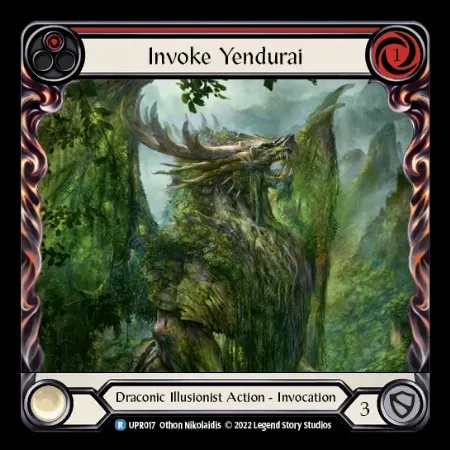 Invoke Yendurai
1
Draconic Illusionist Action - Invocation
3
R UPR017 Othon Nikolaidis © 2022 Legend Story Studios